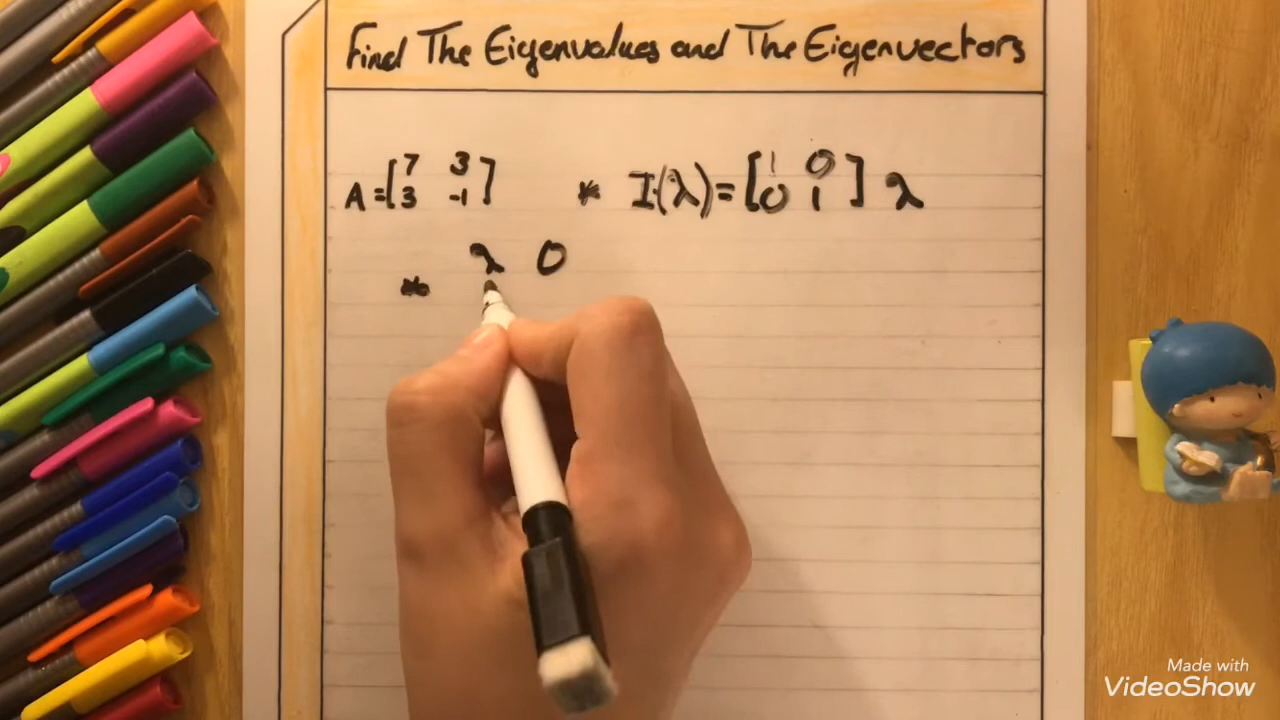 Find The Eigenvalues and The Eigenvectors
A = [7 3
3 -1] * I(λ) = [1 0
0 1] λ
* λ 0
Made with
VideoShow